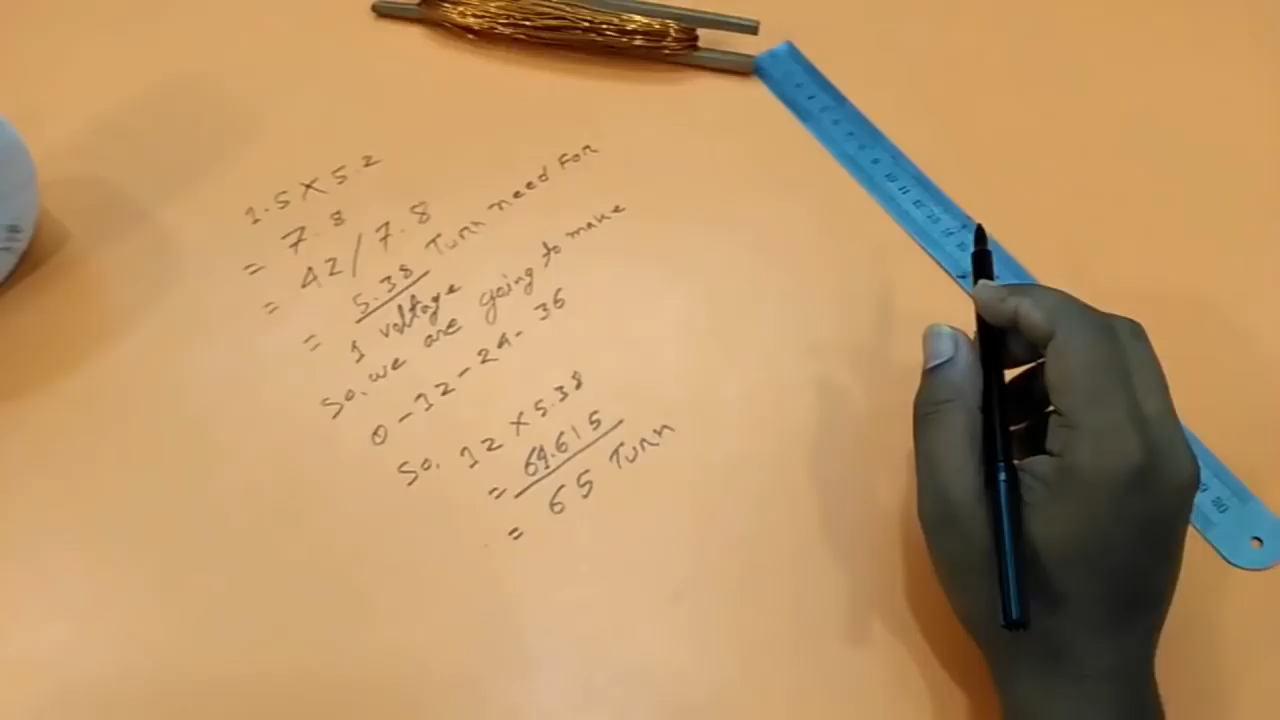 1.5 X 5.2
= 7.8
= 42/7.8
= 5.38 Turn need For
1 voltage
So, we are going to make
0-12-24-36
So, 12 X 5.38
= 64.615
= 65 Turn